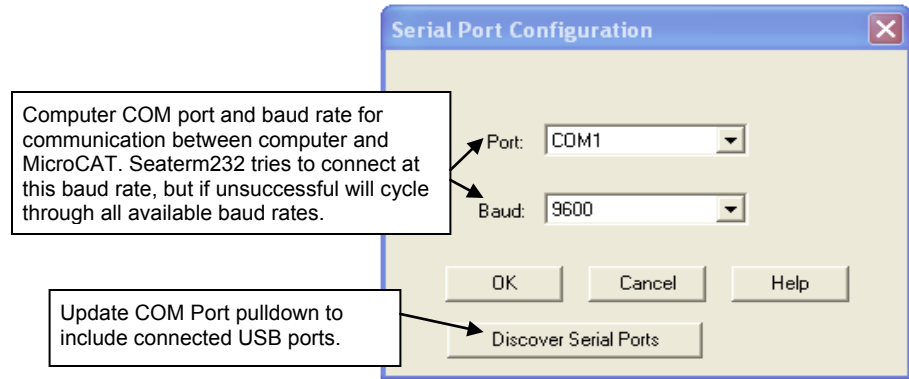 Serial Port Configuration
Computer COM port and baud rate for
communication between computer and
MicroCAT. Seaterm232 tries to connect at
this baud rate, but if unsuccessful will cycle
through all available baud rates.
Port: COM1
Baud: 9600
OK Cancel Help
Update COM Port pulldown to
include connected USB ports.
Discover Serial Ports